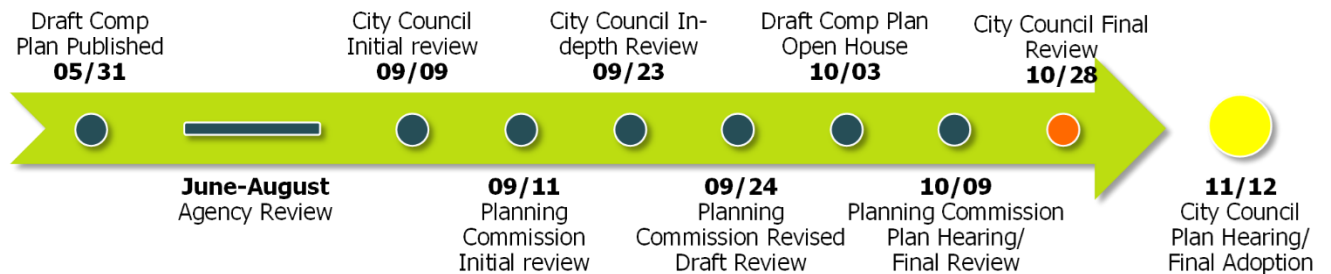 Draft Comp
Plan Published
05/31
City Council
Initial review
09/09
City Council In-
depth Review
09/23
Draft Comp Plan
Open House
10/03
City Council Final
Review
10/28
June-August
Agency Review
09/11
Planning
Commission
Initial review
09/24
Planning
Commission Revised
Draft Review
10/09
Planning Commission
Plan Hearing/
Final Review
11/12
City Council
Plan Hearing/
Final Adoption